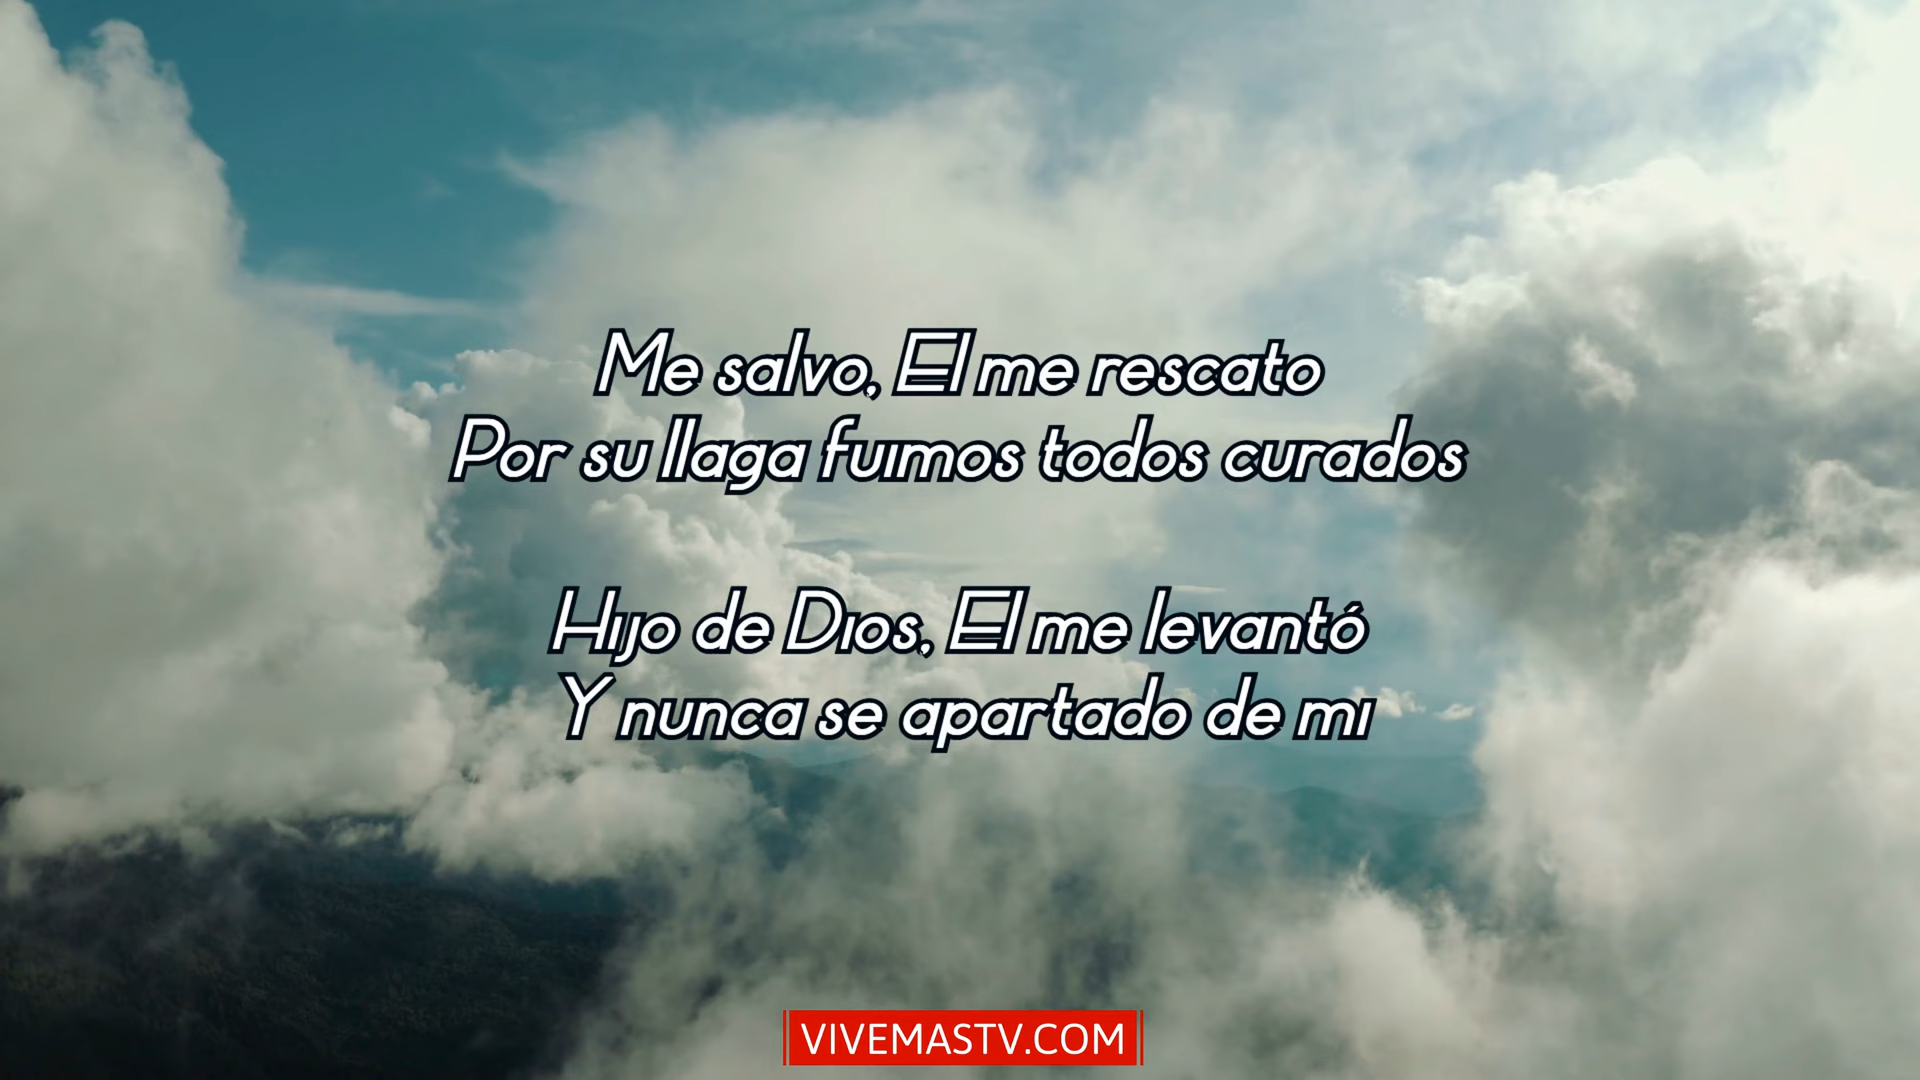 Me salvo, El me rescato
Por su llaga fuimos todos curados
Hijo de Dios, El me levantó
Y nunca se apartado de mi
VIVEMASTV.COM